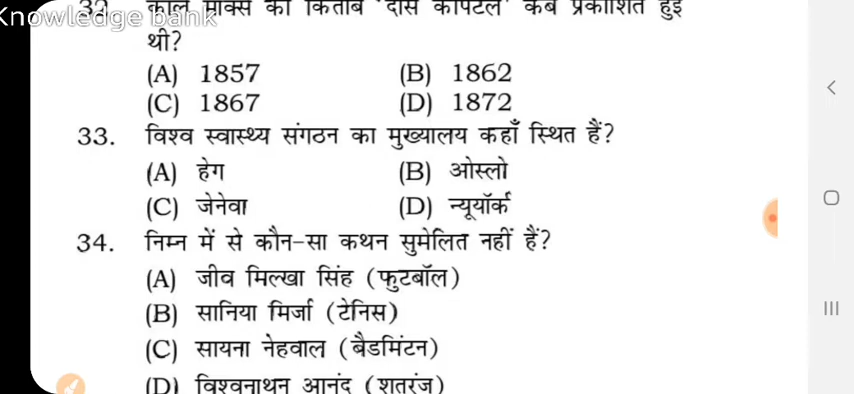 Knowledge bank
32. कार्ल मार्क्स की किताब 'दास कैपिटल' कब प्रकाशित हुई
थी?
(A) 1857 (B) 1862
(C) 1867 (D) 1872
33. विश्व स्वास्थ्य संगठन का मुख्यालय कहाँ स्थित हैं?
(A) हेग (B) ओस्लो
(C) जेनेवा (D) न्यूयॉर्क
34. निम्न में से कौन-सा कथन सुमेलित नहीं हैं?
(A) जीव मिल्खा सिंह (फुटबॉल)
(B) सानिया मिर्जा (टेनिस)
(C) सायना नेहवाल (बैडमिंटन)
(D) विश्वनाथन आनंद (शतरंज)